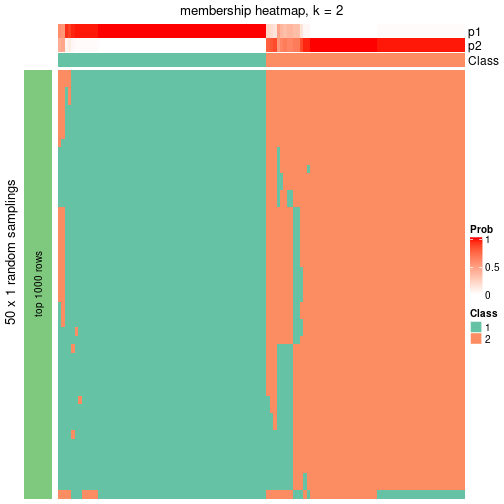 membership heatmap, k = 2
p1
p2
Class
50 x 1 random samplings
top 1000 rows
Prob
1
0.5
0
Class
1
2